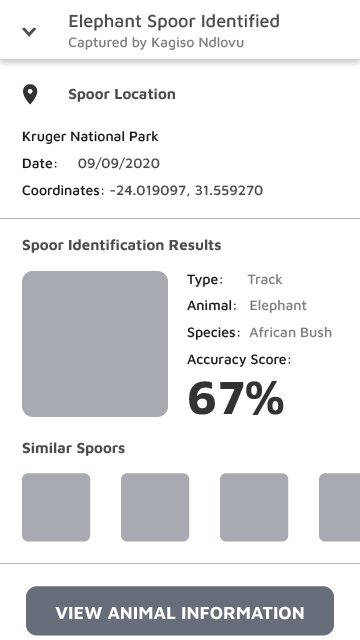 Elephant Spoor Identified
Captured by Kagiso Ndlovu
Spoor Location
Kruger National Park
Date: 09/09/2020
Coordinates: -24.019097, 31.559270
Spoor Identification Results
Type: Track
Animal: Elephant
Species: African Bush
Accuracy Score:
67%
Similar Spoors
VIEW ANIMAL INFORMATION